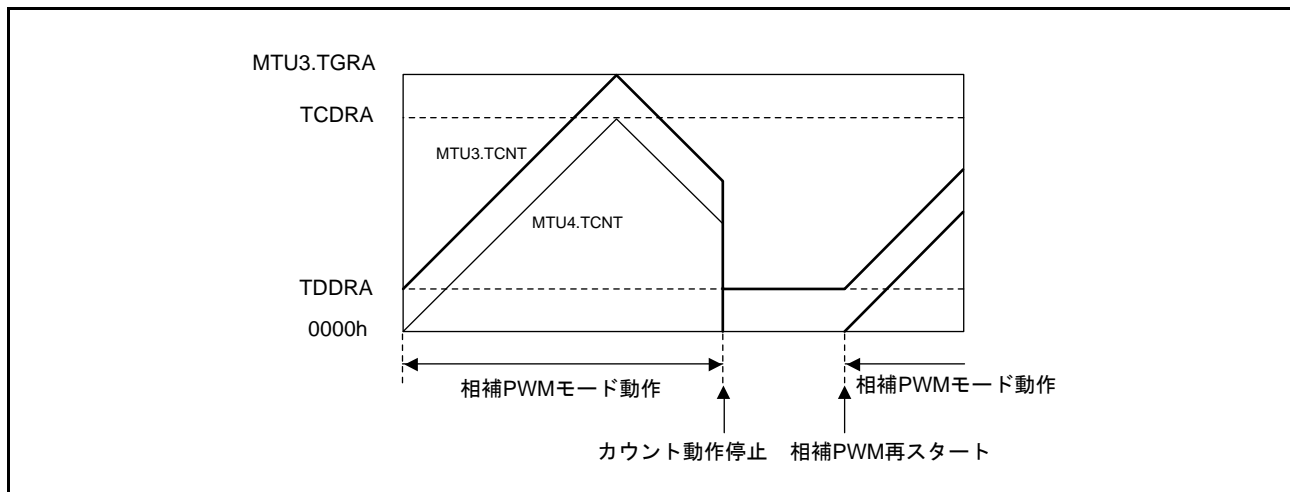 MTU3.TGRA
TCDRA
MTU3.TCNT
MTU4.TCNT
TDDRA
0000h
相補PWMモード動作
相補PWMモード動作
カウント動作停止
相補PWM再スタート